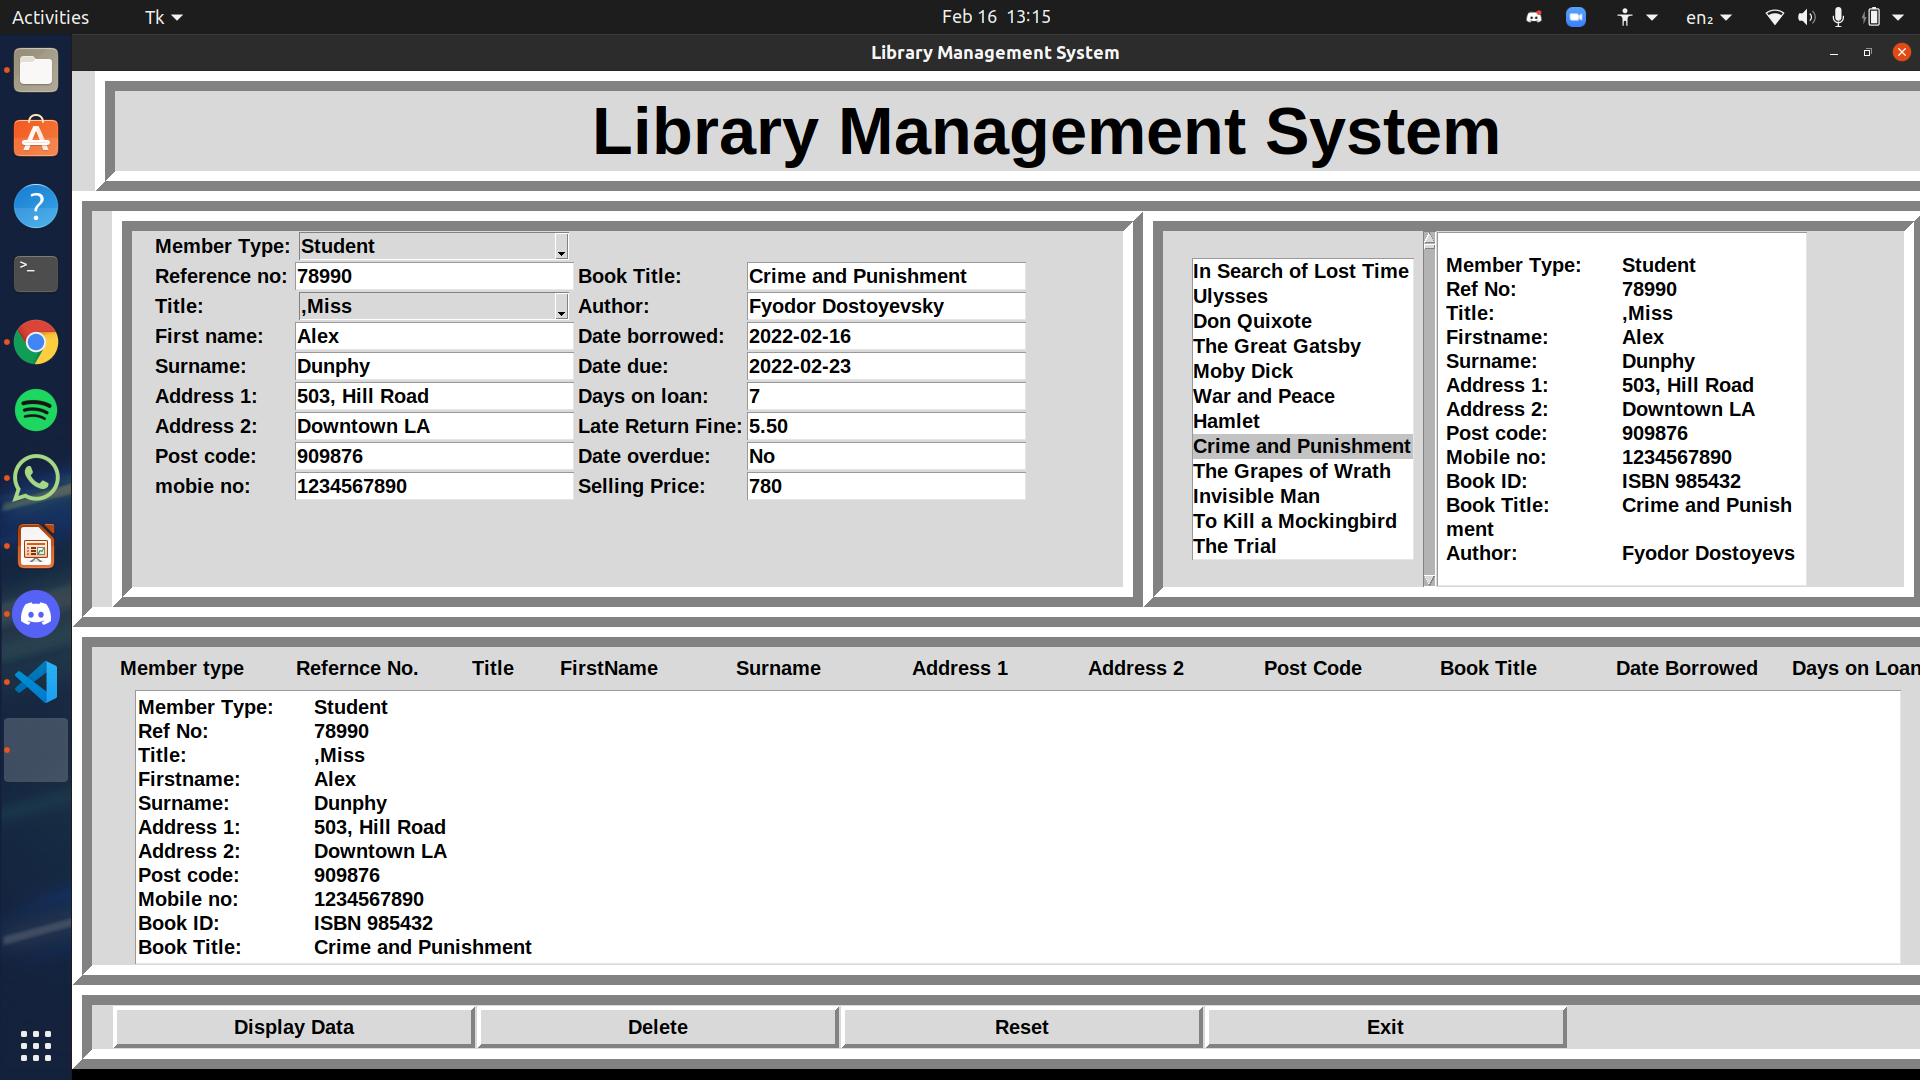 Activities Tk Feb 16 13:15 en₂
Library Management System
Library Management System
Member Type: Student
Reference no: 78990 Book Title: Crime and Punishment
Title: ,Miss Author: Fyodor Dostoyevsky
First name: Alex Date borrowed: 2022-02-16
Surname: Dunphy Date due: 2022-02-23
Address 1: 503, Hill Road Days on loan: 7
Address 2: Downtown LA Late Return Fine: 5.50
Post code: 909876 Date overdue: No
mobie no: 1234567890 Selling Price: 780
In Search of Lost Time
Ulysses
Don Quixote
The Great Gatsby
Moby Dick
War and Peace
Hamlet
Crime and Punishment
The Grapes of Wrath
Invisible Man
To Kill a Mockingbird
The Trial
Member Type: Student
Ref No: 78990
Title: ,Miss
Firstname: Alex
Surname: Dunphy
Address 1: 503, Hill Road
Address 2: Downtown LA
Post code: 909876
Mobile no: 1234567890
Book ID: ISBN 985432
Book Title: Crime and Punish
ment
Author: Fyodor Dostoyevs
Member type Refernce No. Title FirstName Surname Address 1 Address 2 Post Code Book Title Date Borrowed Days on Loan
Member Type: Student
Ref No: 78990
Title: ,Miss
Firstname: Alex
Surname: Dunphy
Address 1: 503, Hill Road
Address 2: Downtown LA
Post code: 909876
Mobile no: 1234567890
Book ID: ISBN 985432
Book Title: Crime and Punishment
Display Data Delete Reset Exit